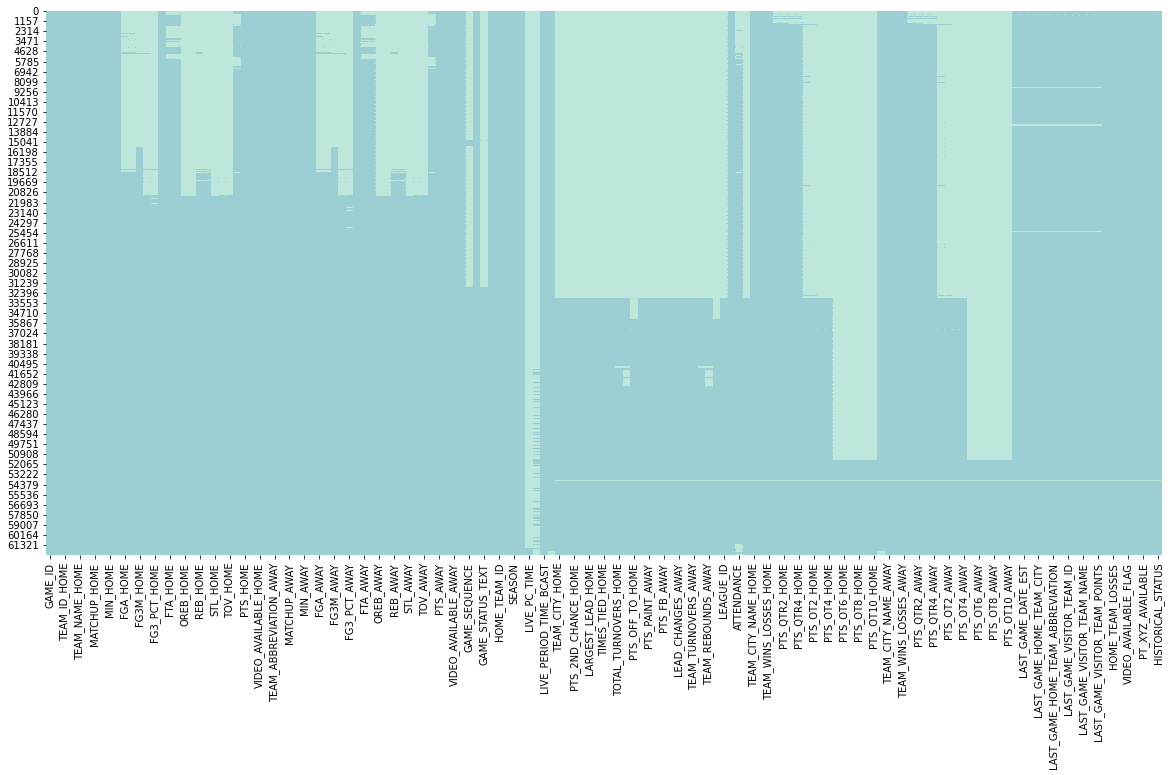 0
1157
2314
3471
4628
5785
6942
8099
9256
10413
11570
12727
13884
15041
16198
17355
18512
19669
20826
21983
23140
24297
25454
26611
27768
28925
30082
31239
32396
33553
34710
35867
37024
38181
39338
40495
41652
42809
43966
45123
46280
47437
48594
49751
50908
52065
53222
54379
55536
56693
57850
59007
60164
61321
GAME_ID
TEAM_ID_HOME
TEAM_NAME_HOME
MATCHUP_HOME
MIN_HOME
FGA_HOME
FG3M_HOME
FG3_PCT_HOME
FTA_HOME
OREB_HOME
REB_HOME
STL_HOME
TOV_HOME
PTS_HOME
VIDEO_AVAILABLE_HOME
TEAM_ABBREVIATION_AWAY
MATCHUP_AWAY
MIN_AWAY
FGA_AWAY
FG3M_AWAY
FG3_PCT_AWAY
FTA_AWAY
OREB_AWAY
REB_AWAY
STL_AWAY
TOV_AWAY
PTS_AWAY
VIDEO_AVAILABLE_AWAY
GAME_SEQUENCE
GAME_STATUS_TEXT
HOME_TEAM_ID
SEASON
LIVE_PC_TIME
LIVE_PERIOD_TIME_BCAST
TEAM_CITY_HOME
PTS_2ND_CHANCE_HOME
LARGEST_LEAD_HOME
TIMES_TIED_HOME
TOTAL_TURNOVERS_HOME
PTS_OFF_TO_HOME
PTS_PAINT_AWAY
PTS_FB_AWAY
LEAD_CHANGES_AWAY
TEAM_TURNOVERS_AWAY
TEAM_REBOUNDS_AWAY
LEAGUE_ID
ATTENDANCE
TEAM_CITY_NAME_HOME
TEAM_WINS_LOSSES_HOME
PTS_QTR2_HOME
PTS_QTR4_HOME
PTS_OT2_HOME
PTS_OT4_HOME
PTS_OT6_HOME
PTS_OT8_HOME
PTS_OT10_HOME
TEAM_CITY_NAME_AWAY
TEAM_WINS_LOSSES_AWAY
PTS_QTR2_AWAY
PTS_QTR4_AWAY
PTS_OT2_AWAY
PTS_OT4_AWAY
PTS_OT6_AWAY
PTS_OT8_AWAY
PTS_OT10_AWAY
LAST_GAME_DATE_EST
LAST_GAME_HOME_TEAM_CITY
LAST_GAME_HOME_TEAM_ABBREVIATION
LAST_GAME_VISITOR_TEAM_ID
LAST_GAME_VISITOR_TEAM_NAME
LAST_GAME_VISITOR_TEAM_POINTS
HOME_TEAM_LOSSES
VIDEO_AVAILABLE_FLAG
PT_XYZ_AVAILABLE
HISTORICAL_STATUS